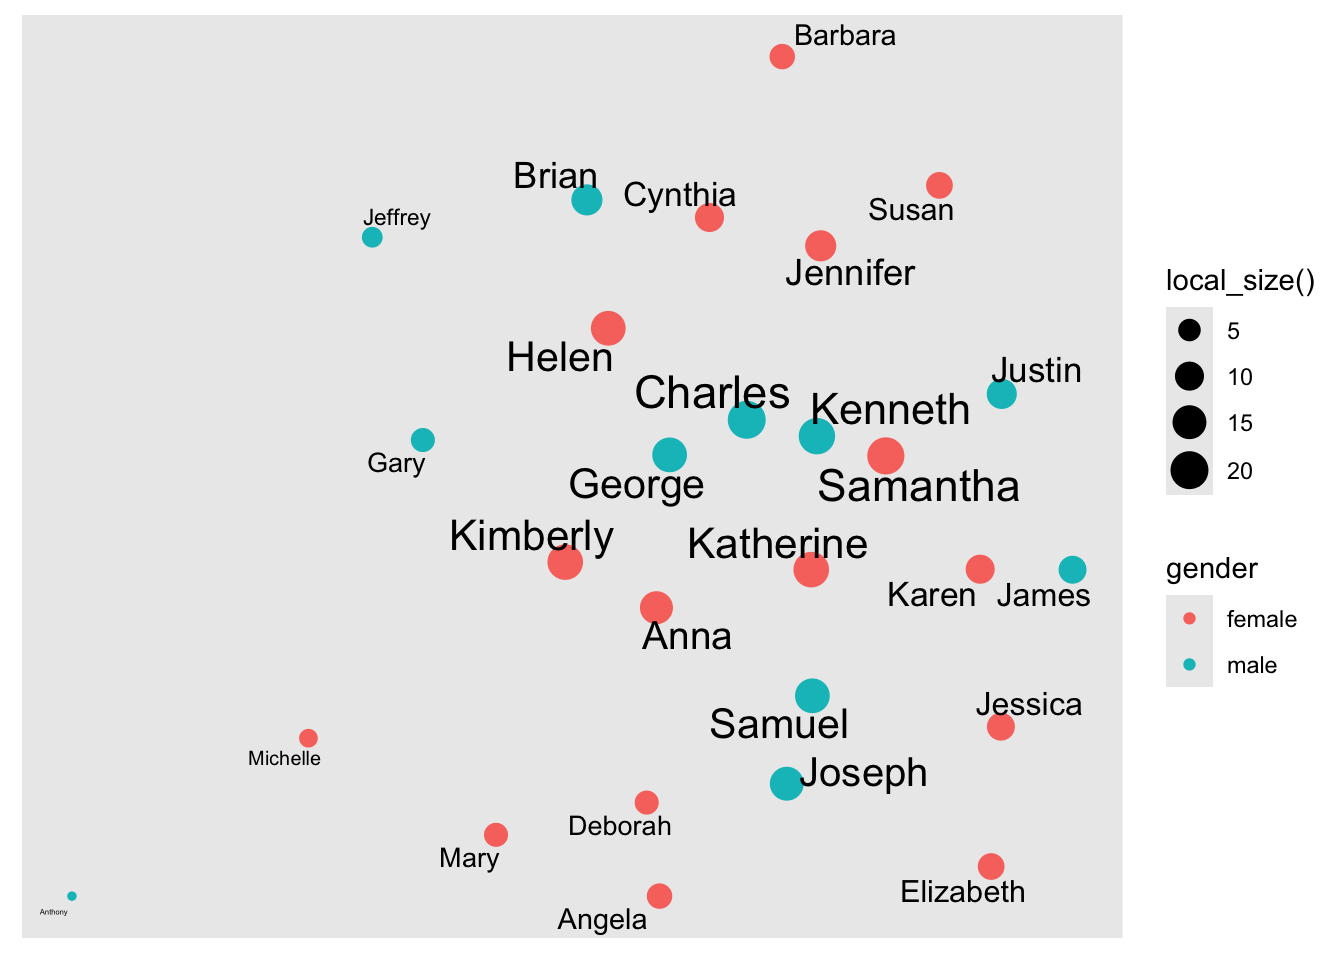 Barbara
Brian
Cynthia
Susan
Jeffrey
Jennifer
Helen
Charles
Justin
Kenneth
Gary
George
Samantha
Kimberly
Katherine
Karen
James
Anna
Jessica
Samuel
Michelle
Joseph
Deborah
Mary
Elizabeth
Anthony
Angela
local_size()
5
10
15
20
gender
female
male